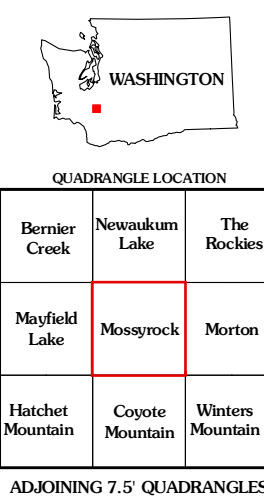 WASHINGTON
QUADRANGLE LOCATION
Bernier
Creek
Newaukum
Lake
The
Rockies
Mayfield
Lake
Mossyrock
Morton
Hatchet
Mountain
Coyote
Mountain
Winters
Mountain
ADJOINING 7.5' QUADRANGLES